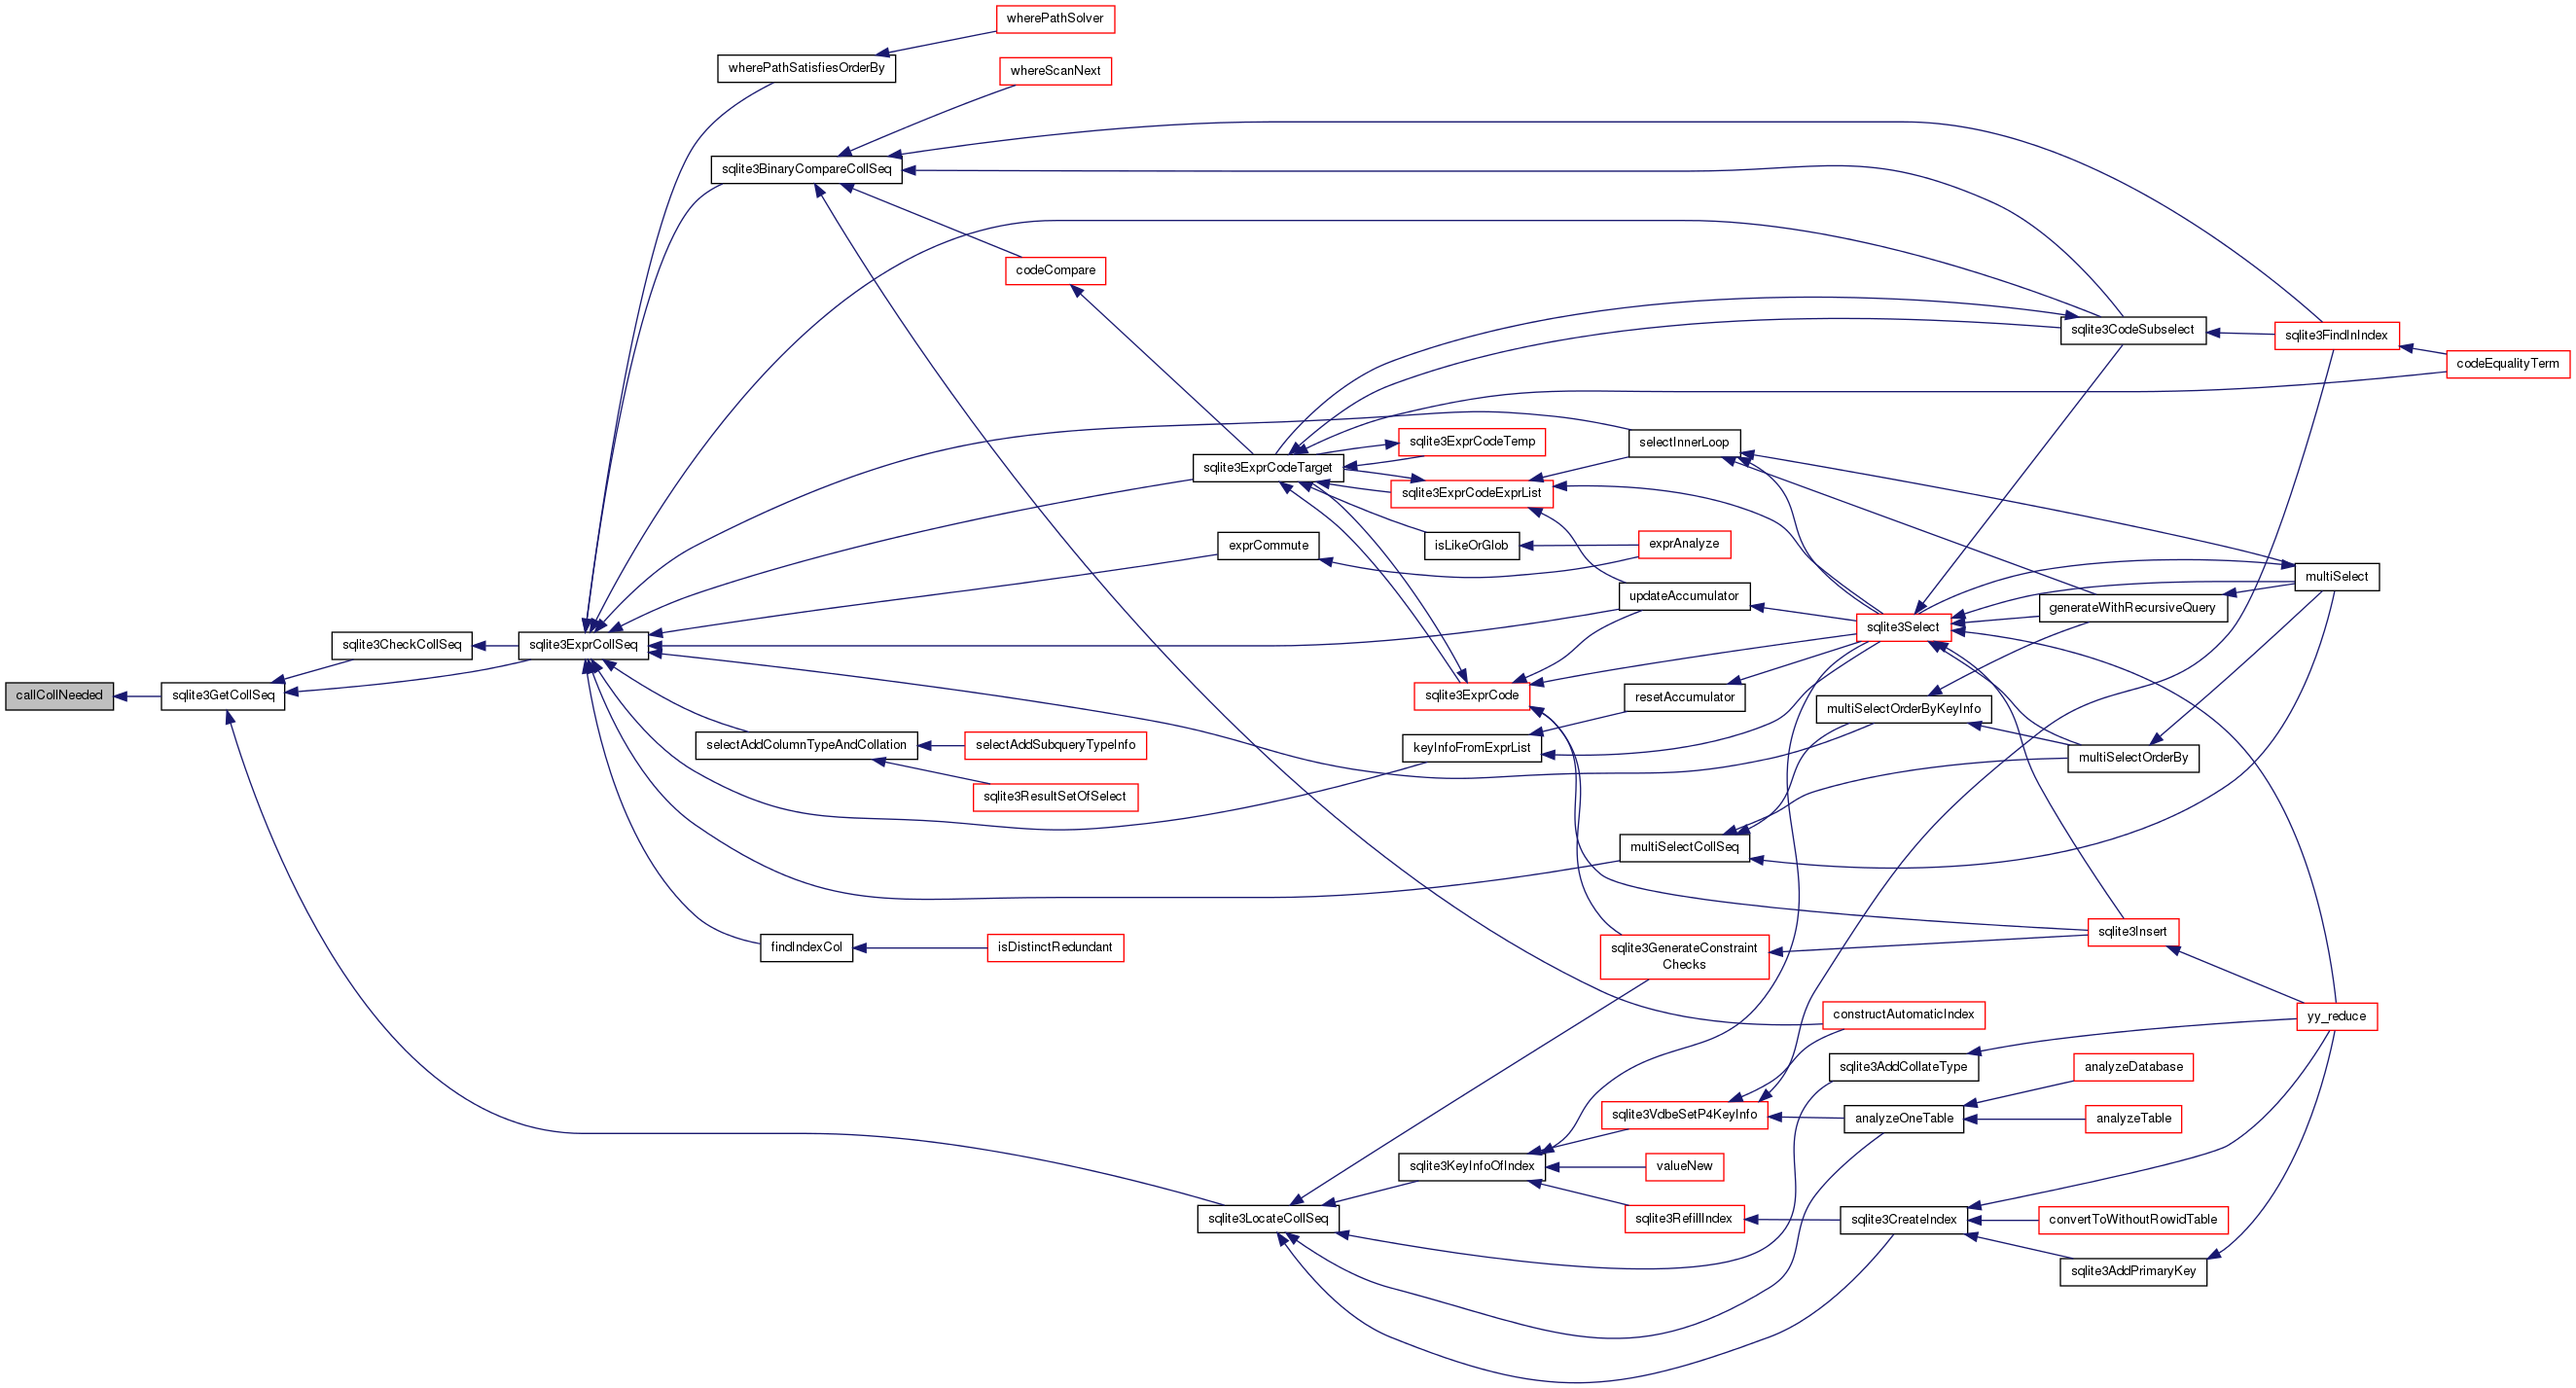 wherePathSolver
wherePathSatisfiesOrderBy
whereScanNext
sqlite3BinaryCompareCollSeq
codeCompare
sqlite3CodeSubselect
sqlite3FindInIndex
codeEqualityTerm
selectInnerLoop
sqlite3ExprCodeTemp
sqlite3ExprCodeTarget
sqlite3ExprCodeExprList
exprCommute
isLikeOrGlob
exprAnalyze
multiSelect
updateAccumulator
generateWithRecursiveQuery
sqlite3Select
sqlite3CheckCollSeq
sqlite3ExprCollSeq
callCollNeeded
sqlite3GetCollSeq
sqlite3ExprCode
resetAccumulator
multiSelectOrderByKeyInfo
selectAddColumnTypeAndCollation
selectAddSubqueryTypeInfo
keyInfoFromExprList
multiSelectOrderBy
sqlite3ResultSetOfSelect
multiSelectCollSeq
findIndexCol
isDistinctRedundant
sqlite3GenerateConstraint
Checks
sqlite3Insert
constructAutomaticIndex
yy_reduce
sqlite3AddCollateType
analyzeDatabase
sqlite3VdbeSetP4KeyInfo
analyzeOneTable
analyzeTable
sqlite3KeyInfoOfIndex
valueNew
sqlite3LocateCollSeq
sqlite3RefillIndex
sqlite3CreateIndex
convertToWithoutRowidTable
sqlite3AddPrimaryKey